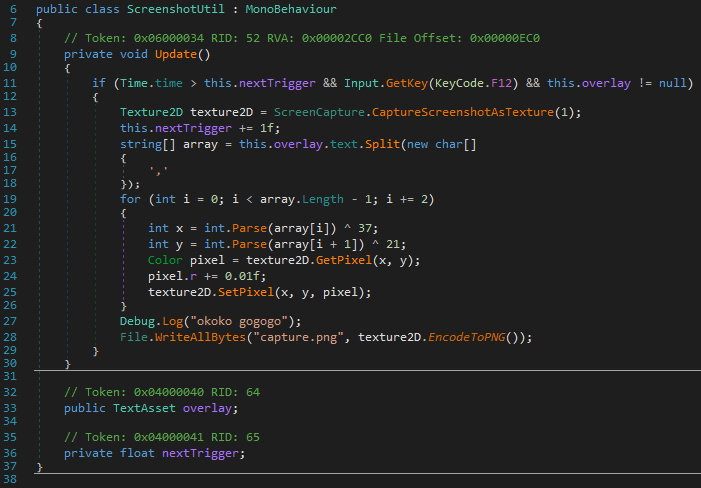 6 public class ScreenshotUtil : MonoBehaviour
7 {
8 // Token: 0x06000034 RID: 52 RVA: 0x00002CC0 File Offset: 0x00000EC0
9 private void Update()
10 {
11 if (Time.time > this.nextTrigger && Input.GetKey(KeyCode.F12) && this.overlay != null)
12 {
13 Texture2D texture2D = ScreenCapture.CaptureScreenshotAsTexture(1);
14 this.nextTrigger += 1f;
15 string[] array = this.overlay.text.Split(new char[]
16 {
17 ','
18 });
19 for (int i = 0; i < array.Length - 1; i += 2)
20 {
21 int x = int.Parse(array[i]) ^ 37;
22 int y = int.Parse(array[i + 1]) ^ 21;
23 Color pixel = texture2D.GetPixel(x, y);
24 pixel.r += 0.01f;
25 texture2D.SetPixel(x, y, pixel);
26 }
27 Debug.Log("okoko gogogo");
28 File.WriteAllBytes("capture.png", texture2D.EncodeToPNG());
29 }
30 }
31
32 // Token: 0x04000040 RID: 64
33 public TextAsset overlay;
34
35 // Token: 0x04000041 RID: 65
36 private float nextTrigger;
37 }
38